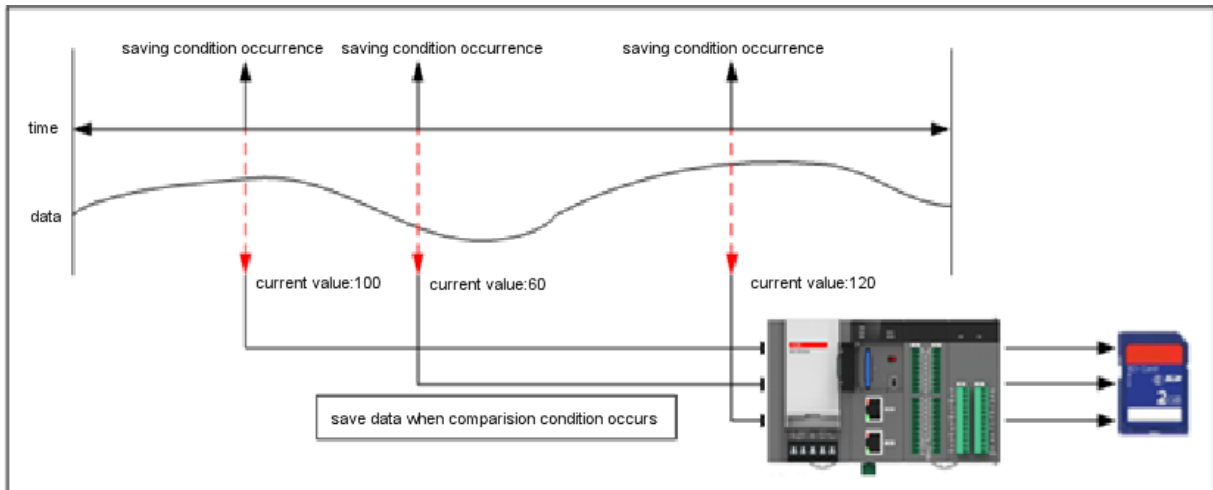 saving condition occurrence saving condition occurrence saving condition occurrence
time
data
current value:100 current value:60 current value:120
save data when comparision condition occurs
2